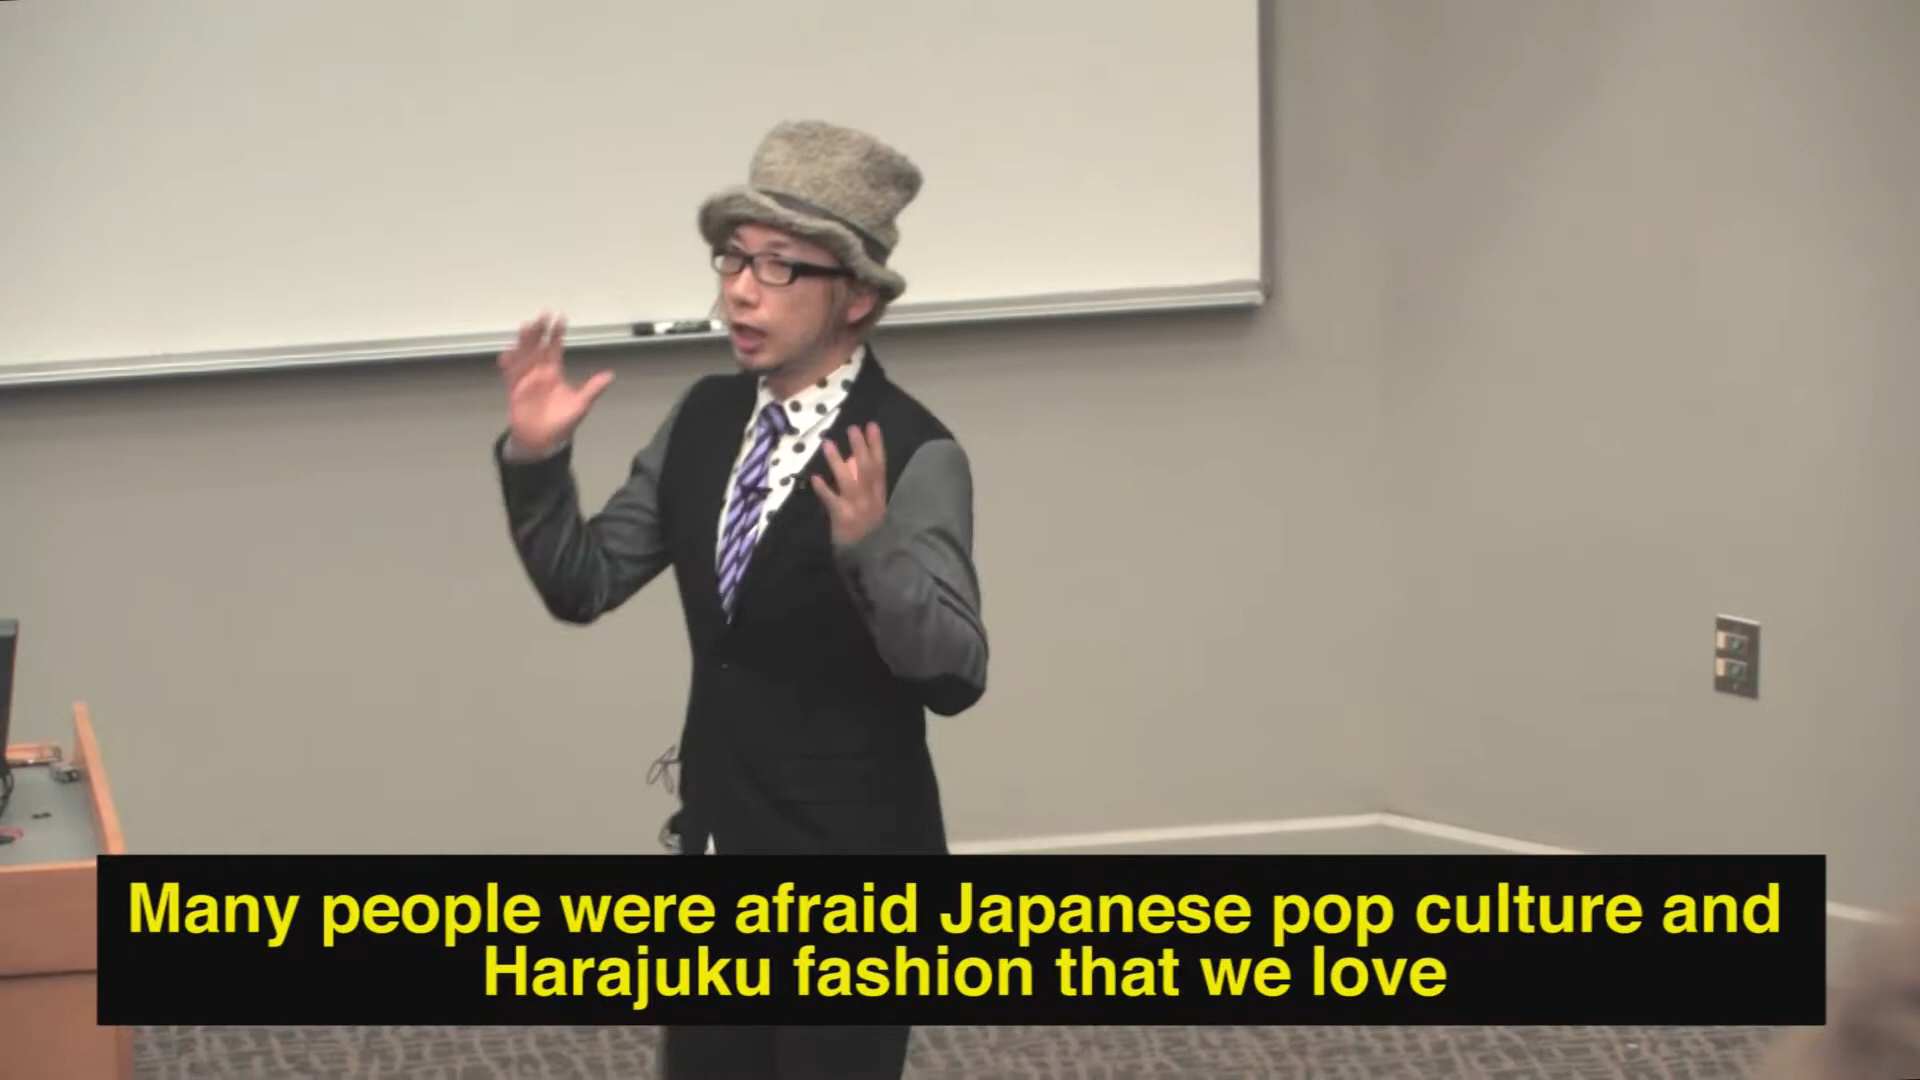 Many people were afraid Japanese pop culture and
Harajuku fashion that we love